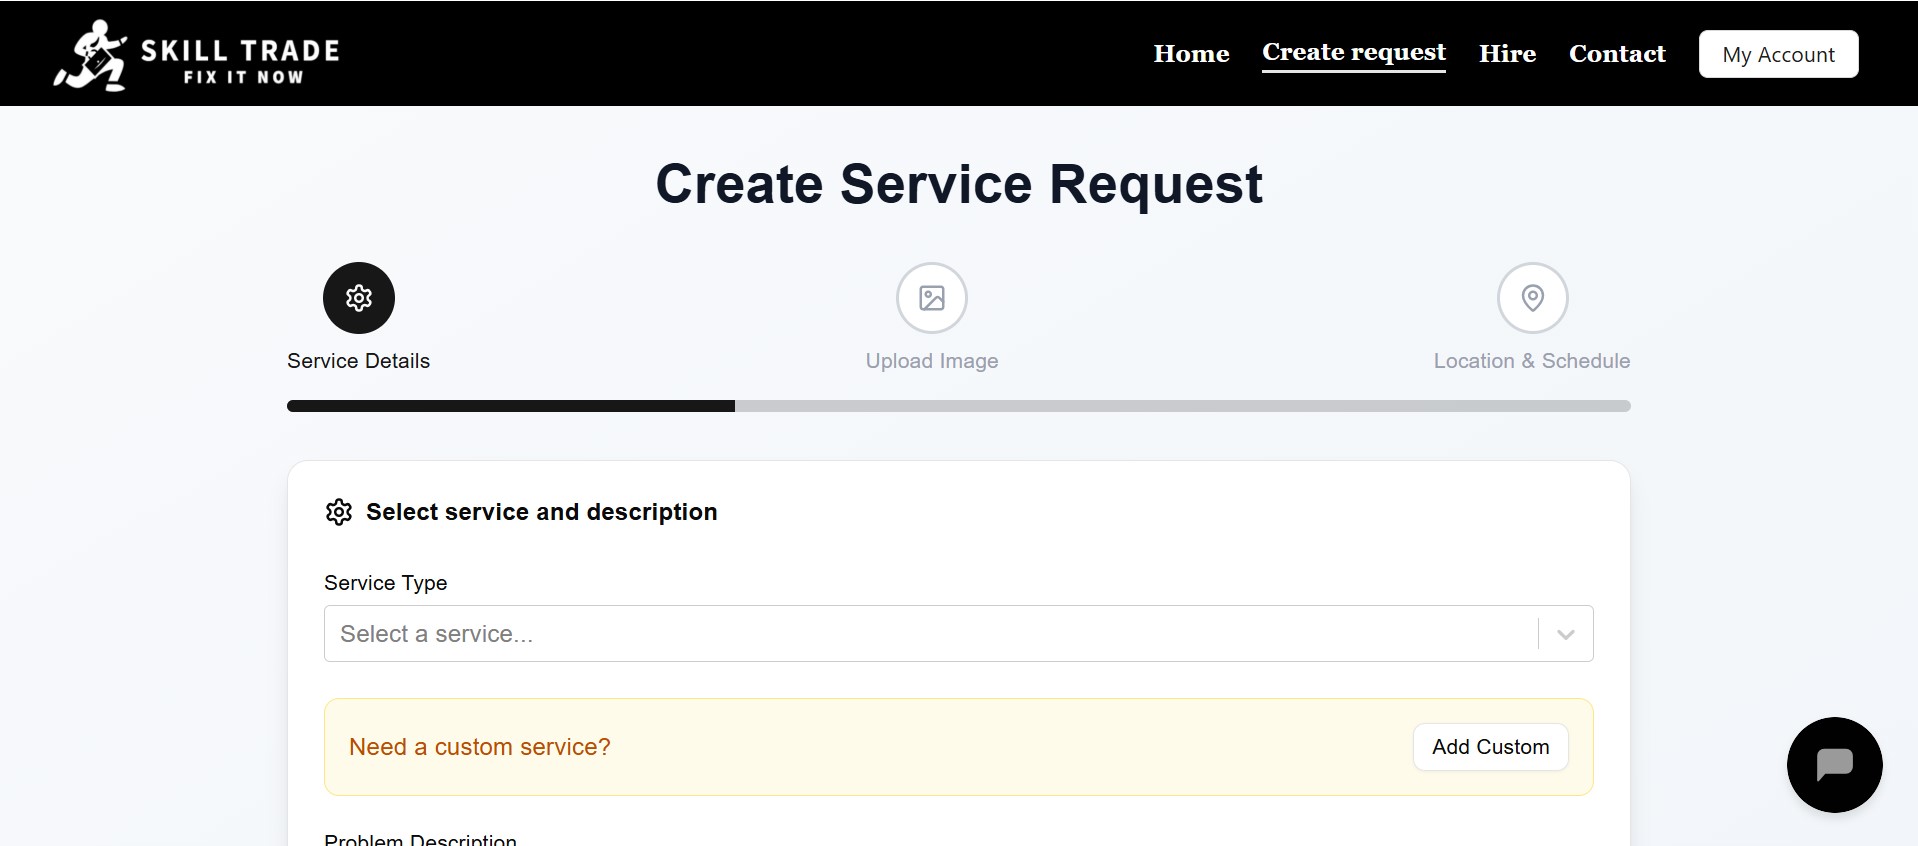 SKILL TRADE
FIX IT NOW
Home Create request Hire Contact My Account
Create Service Request
Service Details Upload Image Location & Schedule
Select service and description
Service Type
Select a service...
Need a custom service? Add Custom
Problem Description